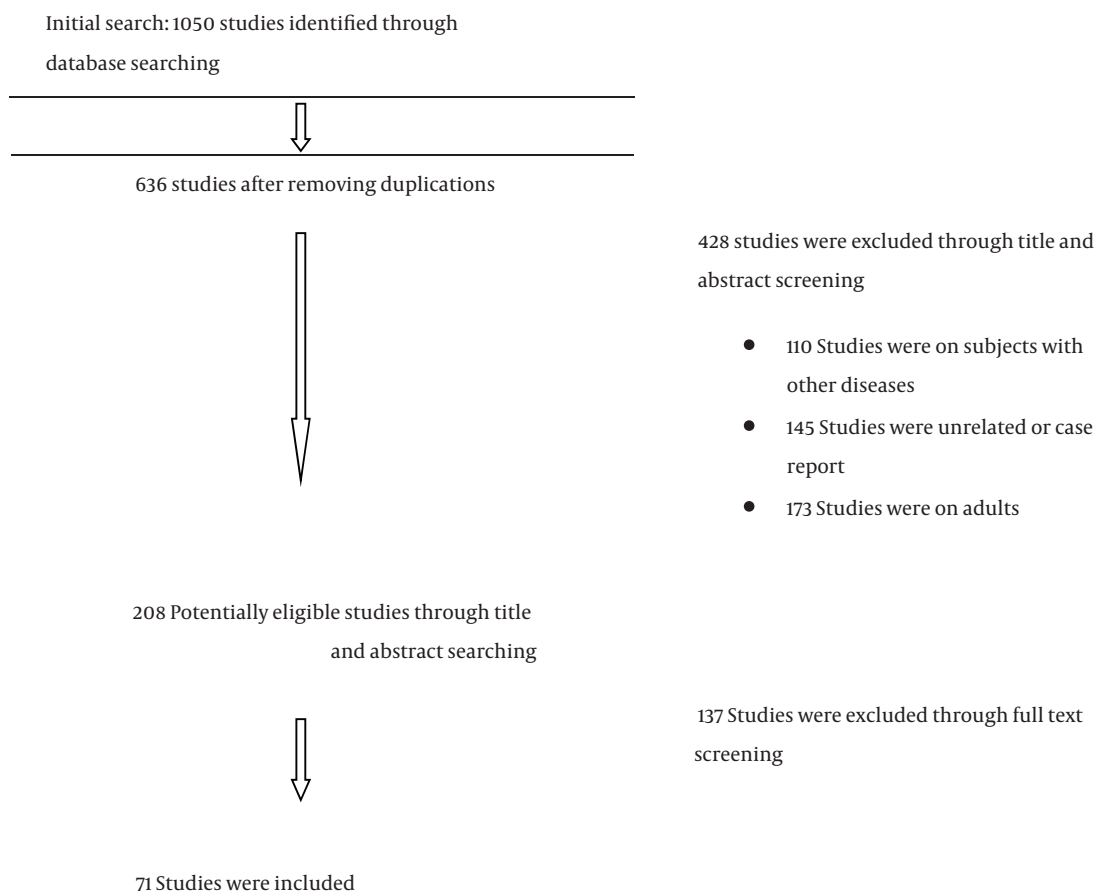 Initial search: 1050 studies identified through
database searching
636 studies after removing duplications
428 studies were excluded through title and
abstract screening
● 110 Studies were on subjects with
other diseases
● 145 Studies were unrelated or case
report
● 173 Studies were on adults
208 Potentially eligible studies through title
and abstract searching
137 Studies were excluded through full text
screening
71 Studies were included